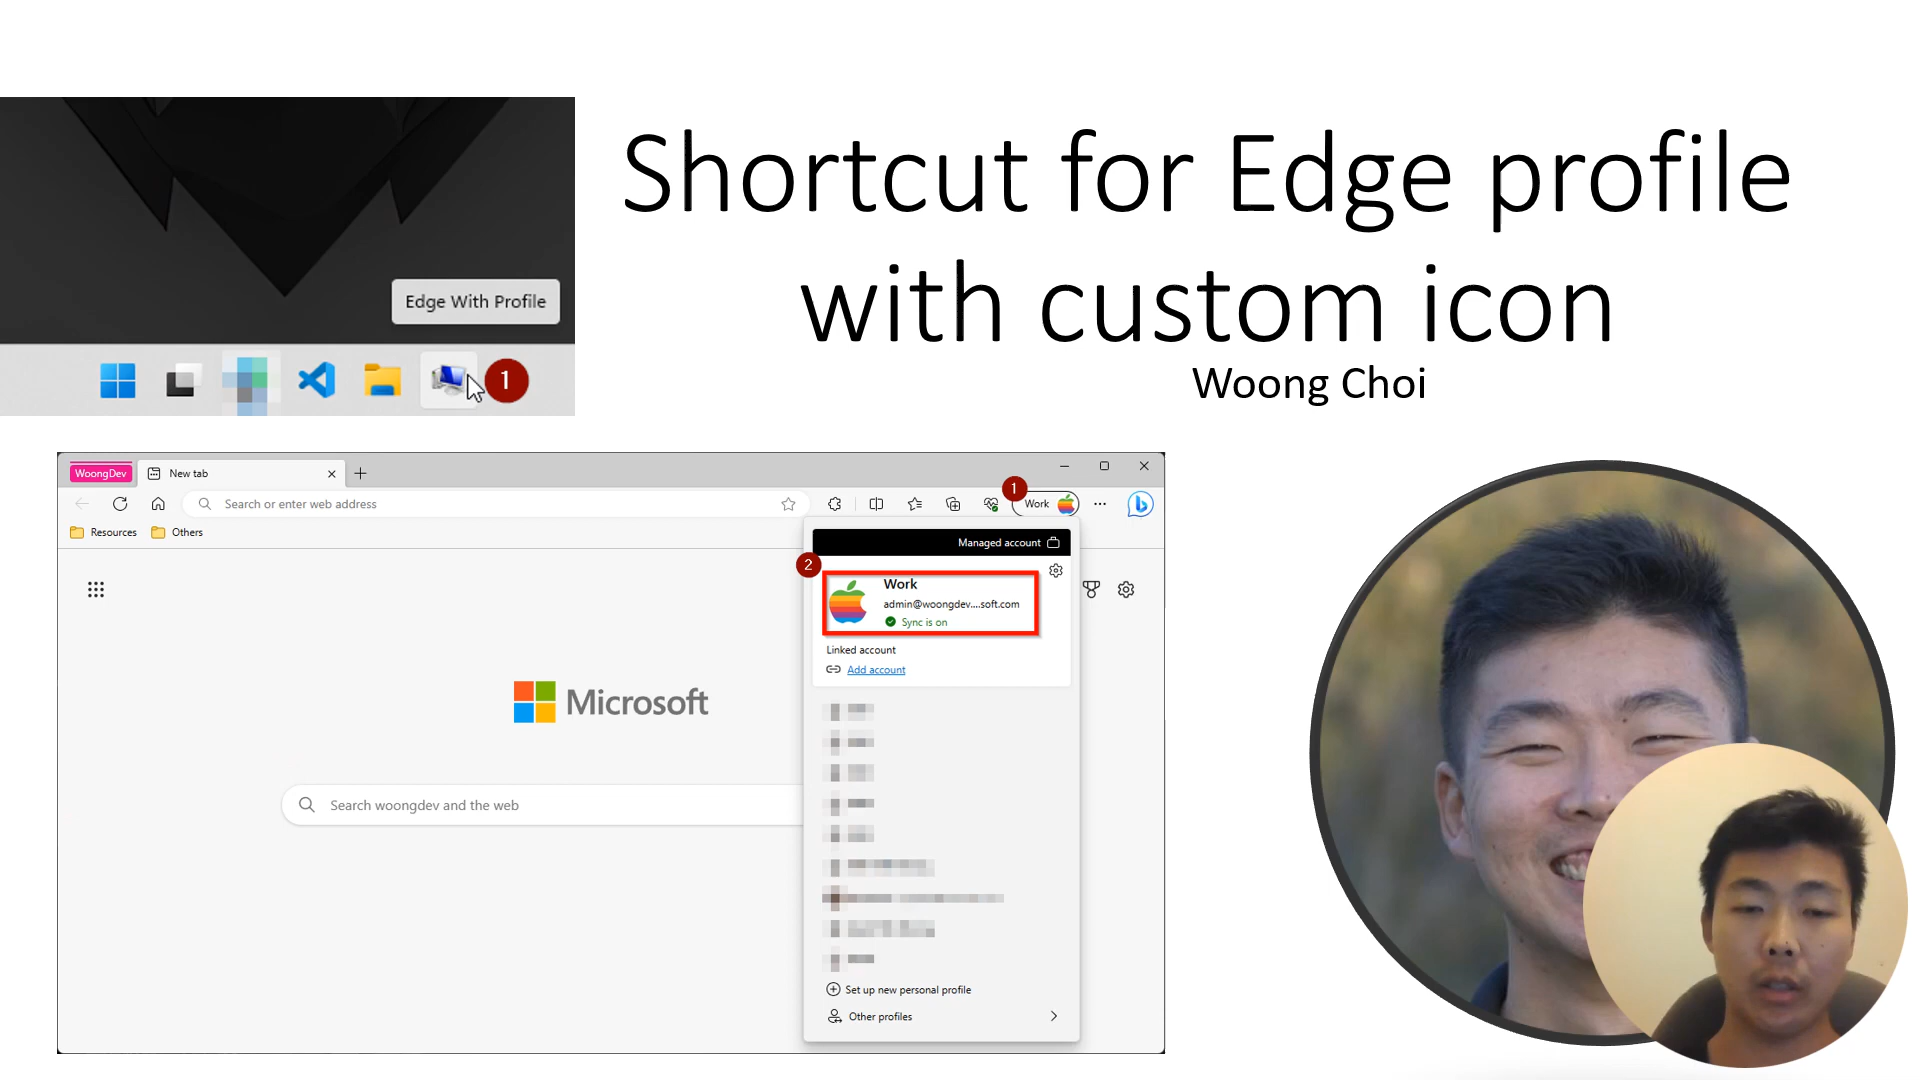 Shortcut for Edge profile
with custom icon
Woong Choi
Edge With Profile
1
WoongDev
New tab
Search or enter web address
1
Work
Resources
Others
Managed account
2
Work
admin@woongdev....soft.com
Sync is on
Linked account
Add account
Microsoft
Search woongdev and the web
Set up new personal profile
Other profiles